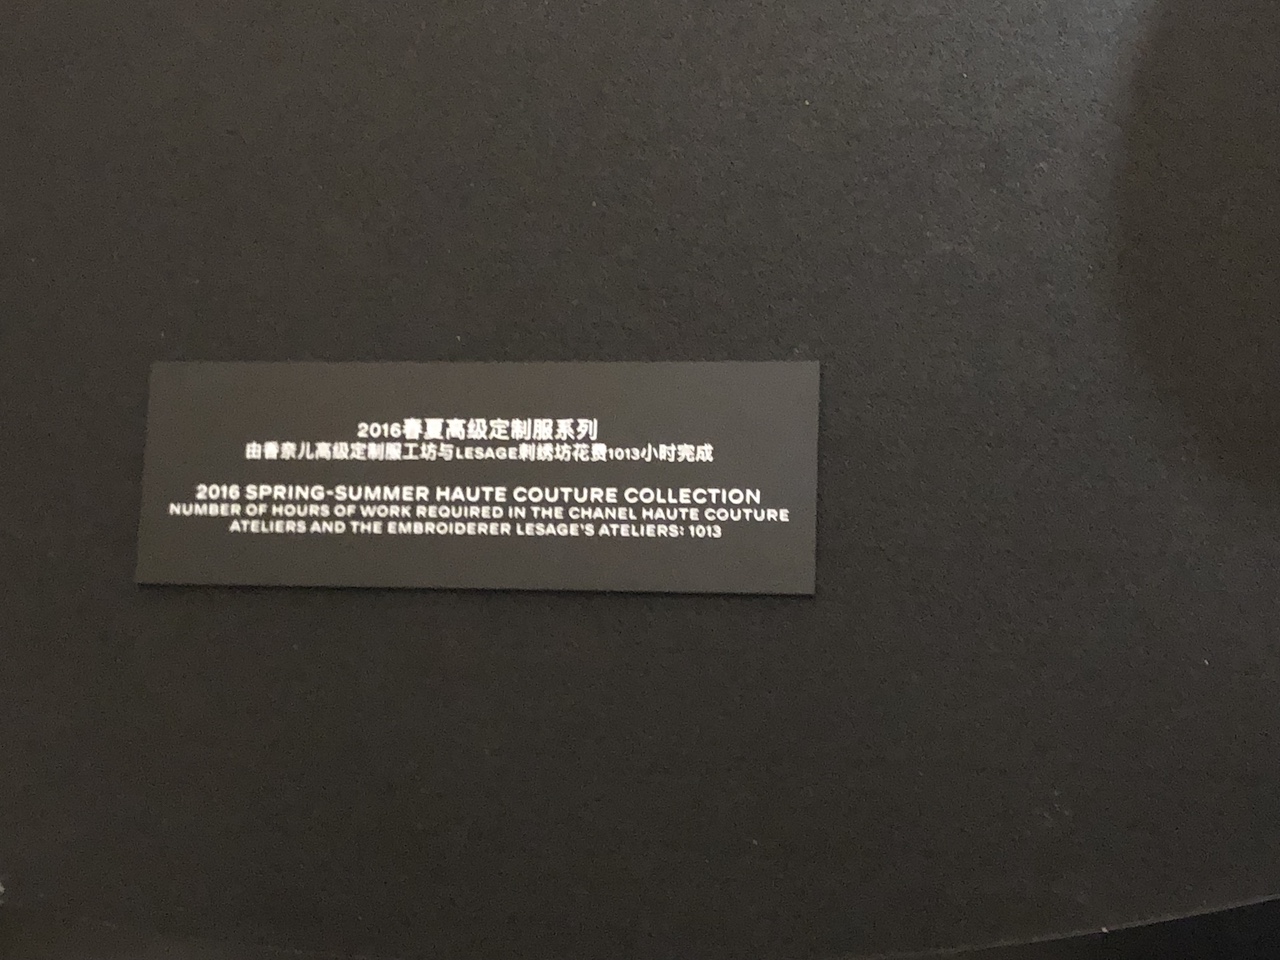 2016春夏高级定制服系列
由香奈儿高级定制服工坊与LESAGE刺绣坊花费1013小时完成
2016 SPRING-SUMMER HAUTE COUTURE COLLECTION
NUMBER OF HOURS OF WORK REQUIRED IN THE CHANEL HAUTE COUTURE
ATELIERS AND THE EMBROIDERER LESAGE'S ATELIERS: 1013